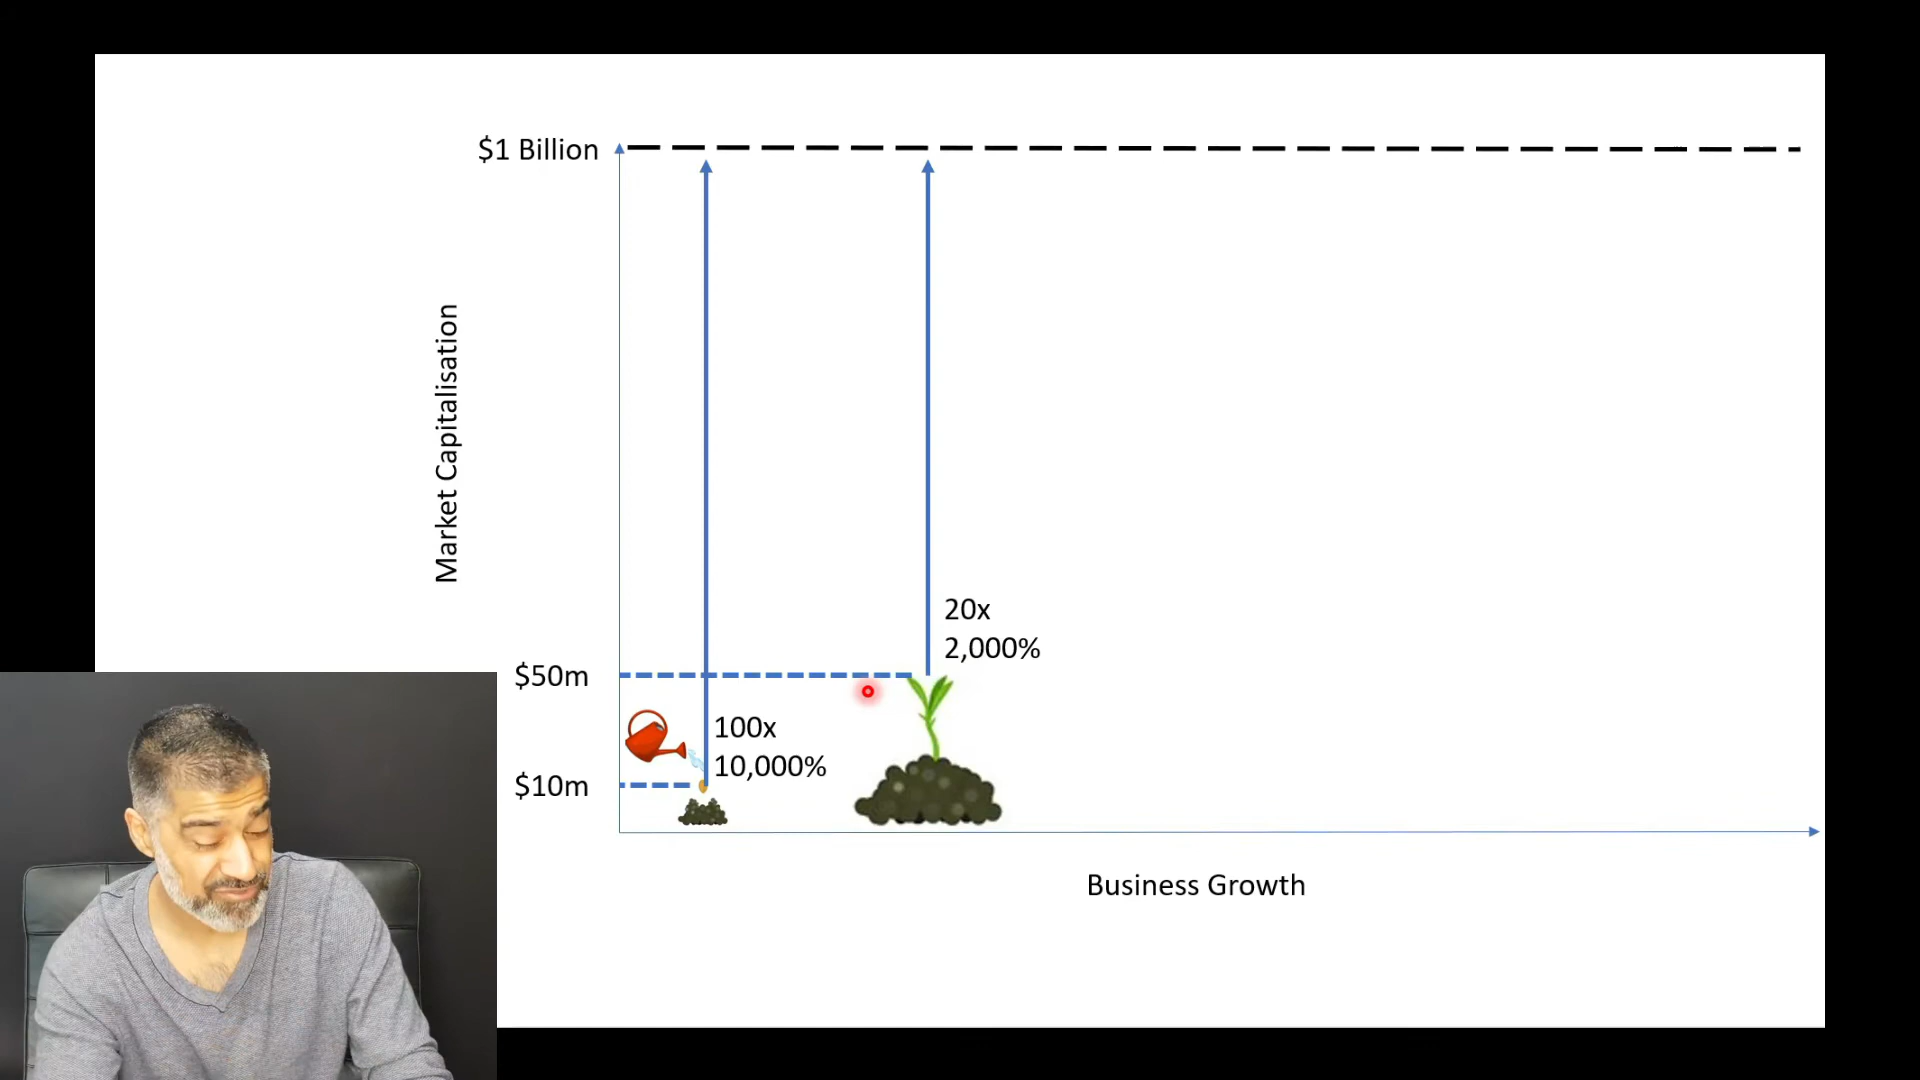 $1 Billion
Market Capitalisation
20x
2,000%
$50m
100x
10,000%
$10m
Business Growth